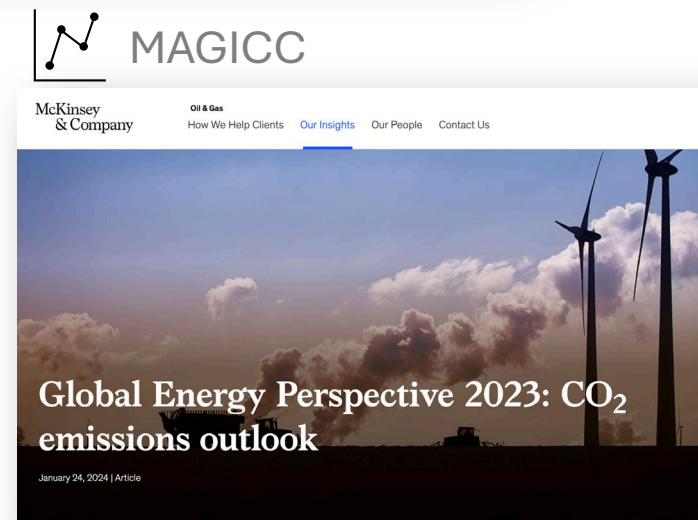 MAGICC
McKinsey
& Company
Oil & Gas
How We Help Clients Our Insights Our People Contact Us
Global Energy Perspective 2023: CO₂
emissions outlook
January 24, 2024 | Article